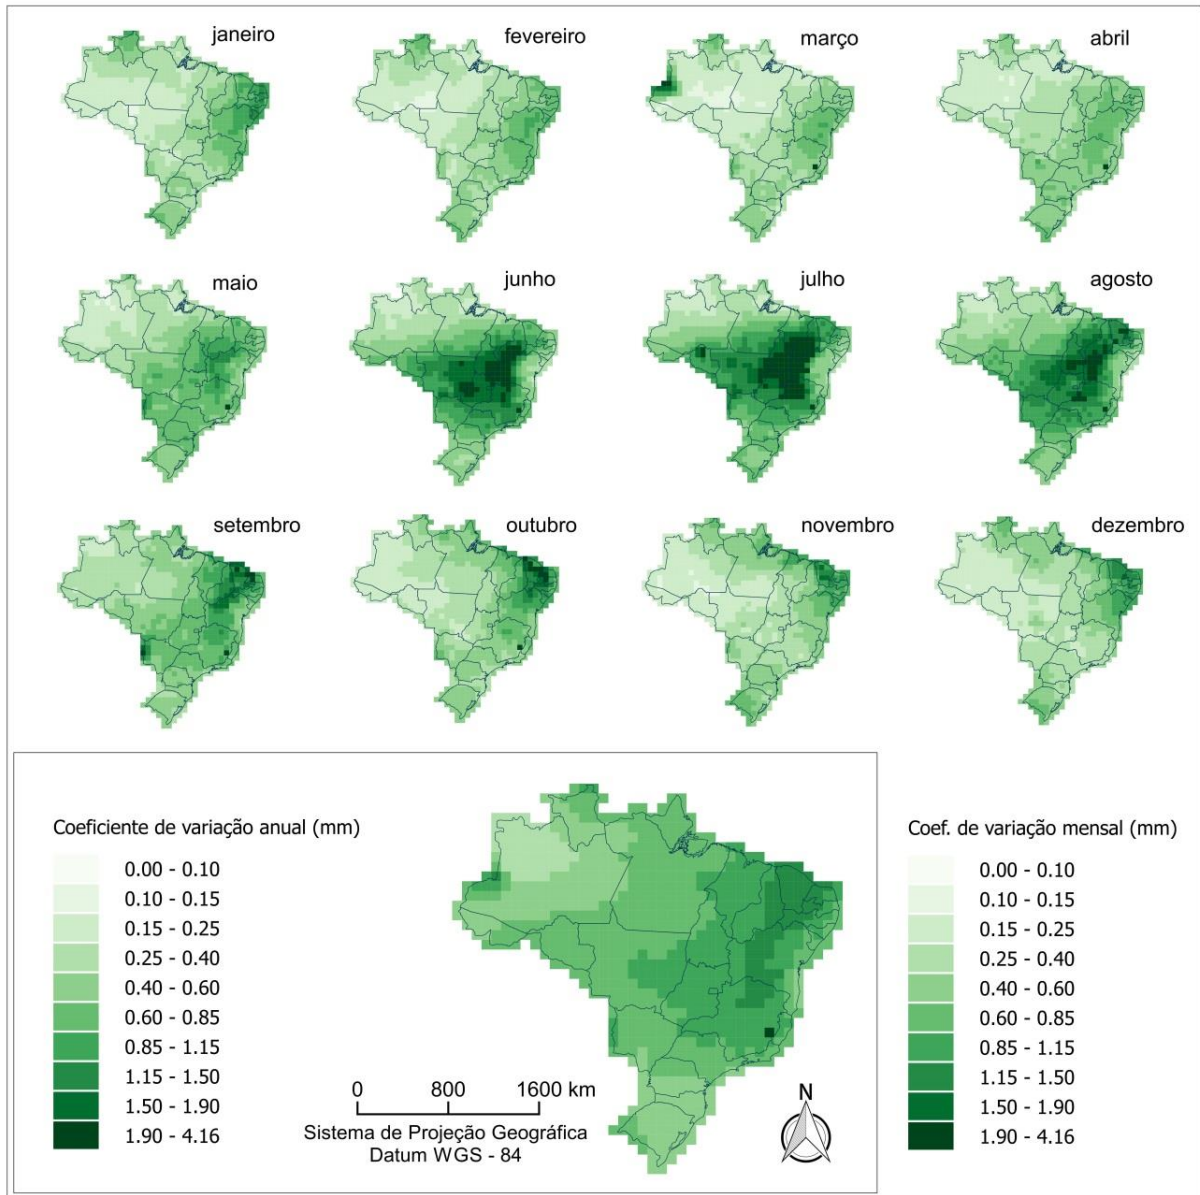 janeiro
fevereiro
março
abril
maio
junho
julho
agosto
setembro
outubro
novembro
dezembro
Coeficiente de variação anual (mm)
0.00 - 0.10
0.10 - 0.15
0.15 - 0.25
0.25 - 0.40
0.40 - 0.60
0.60 - 0.85
0.85 - 1.15
1.15 - 1.50
1.50 - 1.90
1.90 - 4.16
0 800 1600 km
Sistema de Projeção Geográfica
Datum WGS - 84
N
Coef. de variação mensal (mm)
0.00 - 0.10
0.10 - 0.15
0.15 - 0.25
0.25 - 0.40
0.40 - 0.60
0.60 - 0.85
0.85 - 1.15
1.15 - 1.50
1.50 - 1.90
1.90 - 4.16